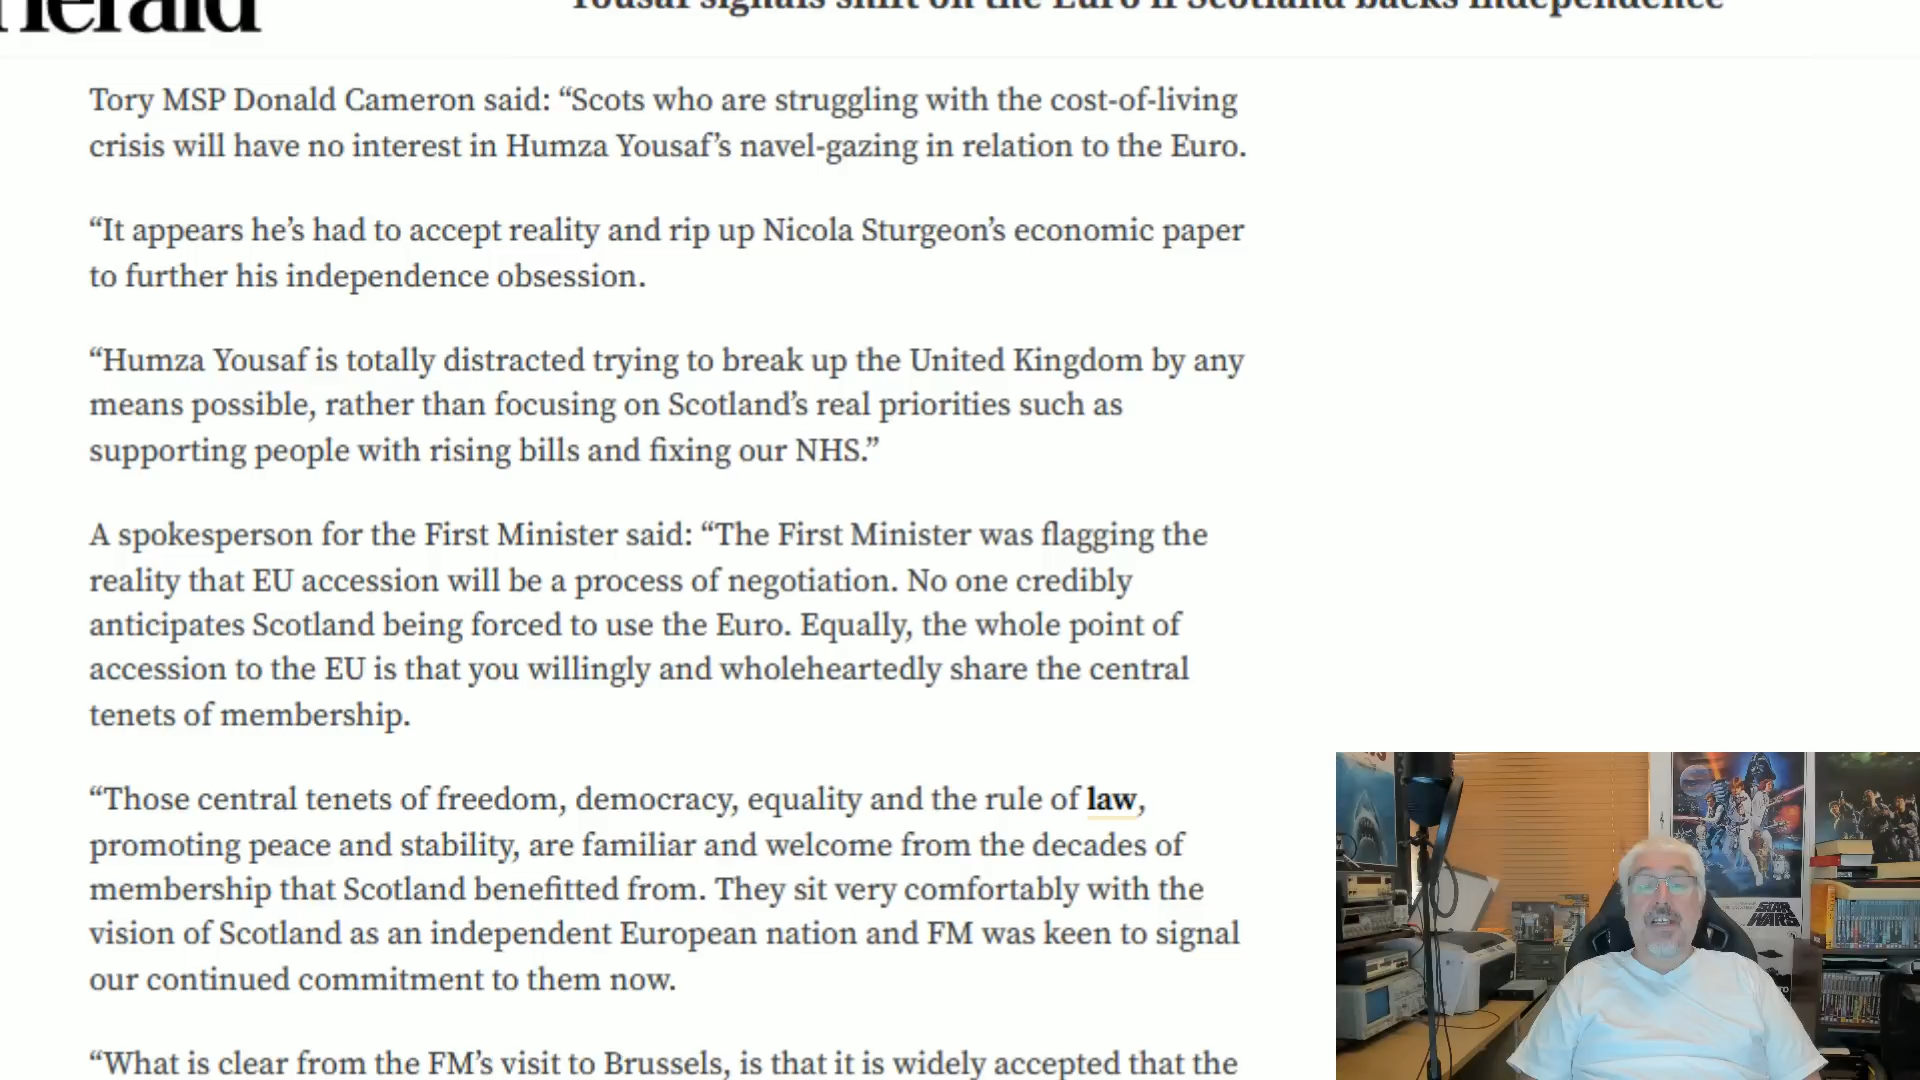 Herald
Yousaf signals shift on the Euro if Scotland backs independence
Tory MSP Donald Cameron said: “Scots who are struggling with the cost-of-living
crisis will have no interest in Humza Yousaf’s navel-gazing in relation to the Euro.
“It appears he’s had to accept reality and rip up Nicola Sturgeon’s economic paper
to further his independence obsession.
“Humza Yousaf is totally distracted trying to break up the United Kingdom by any
means possible, rather than focusing on Scotland’s real priorities such as
supporting people with rising bills and fixing our NHS.”
A spokesperson for the First Minister said: “The First Minister was flagging the
reality that EU accession will be a process of negotiation. No one credibly
anticipates Scotland being forced to use the Euro. Equally, the whole point of
accession to the EU is that you willingly and wholeheartedly share the central
tenets of membership.
“Those central tenets of freedom, democracy, equality and the rule of law,
promoting peace and stability, are familiar and welcome from the decades of
membership that Scotland benefitted from. They sit very comfortably with the
vision of Scotland as an independent European nation and FM was keen to signal
our continued commitment to them now.
“What is clear from the FM’s visit to Brussels, is that it is widely accepted that the
STAR
WARS